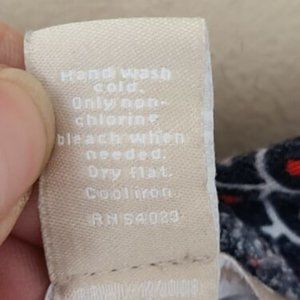 Hand wash
cold.
Only non-
chlorine
bleach when
needed.
Dry flat.
Cool iron.
RN 54023